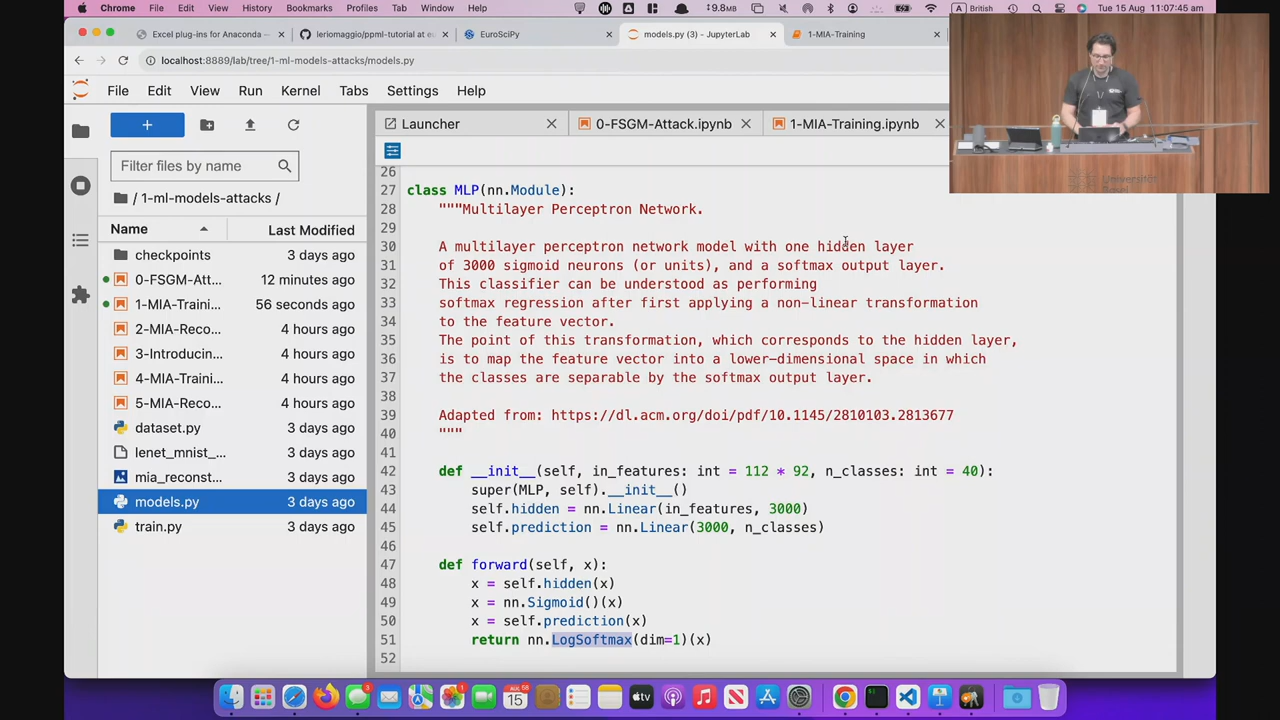 Chrome File Edit View History Bookmarks Profiles Tab Window Help 9.8MB A British Tue 15 Aug 11:07:45 am
Excel plug-ins for Anaconda leriomaggio/ppml-tutorial at e EuroSciPy models.py (3) - JupyterLab 1-MIA-Training
localhost:8889/lab/tree/1-ml-models-attacks/models.py
File Edit View Run Kernel Tabs Settings Help
Launcher 0-FSGM-Attack.ipynb 1-MIA-Training.ipynb
Filter files by name
/ 1-ml-models-attacks /
Name Last Modified
checkpoints 3 days ago
0-FSGM-Att... 12 minutes ago
1-MIA-Traini... 56 seconds ago
2-MIA-Reco... 4 hours ago
3-Introducin... 4 hours ago
4-MIA-Traini... 4 hours ago
5-MIA-Reco... 4 hours ago
dataset.py 3 days ago
lenet_mnist_... 3 days ago
mia_reconst... 3 days ago
models.py 3 days ago
train.py 3 days ago
26
27 class MLP(nn.Module):
28 """Multilayer Perceptron Network.
29
30 A multilayer perceptron network model with one hidden layer
31 of 3000 sigmoid neurons (or units), and a softmax output layer.
32 This classifier can be understood as performing
33 softmax regression after first applying a non-linear transformation
34 to the feature vector.
35 The point of this transformation, which corresponds to the hidden layer,
36 is to map the feature vector into a lower-dimensional space in which
37 the classes are separable by the softmax output layer.
38
39 Adapted from: https://dl.acm.org/doi/pdf/10.1145/2810103.2813677
40 """
41
42 def __init__(self, in_features: int = 112 * 92, n_classes: int = 40):
43 super(MLP, self).__init__()
44 self.hidden = nn.Linear(in_features, 3000)
45 self.prediction = nn.Linear(3000, n_classes)
46
47 def forward(self, x):
48 x = self.hidden(x)
49 x = nn.Sigmoid()(x)
50 x = self.prediction(x)
51 return nn.LogSoftmax(dim=1)(x)
52
Universität
Basel